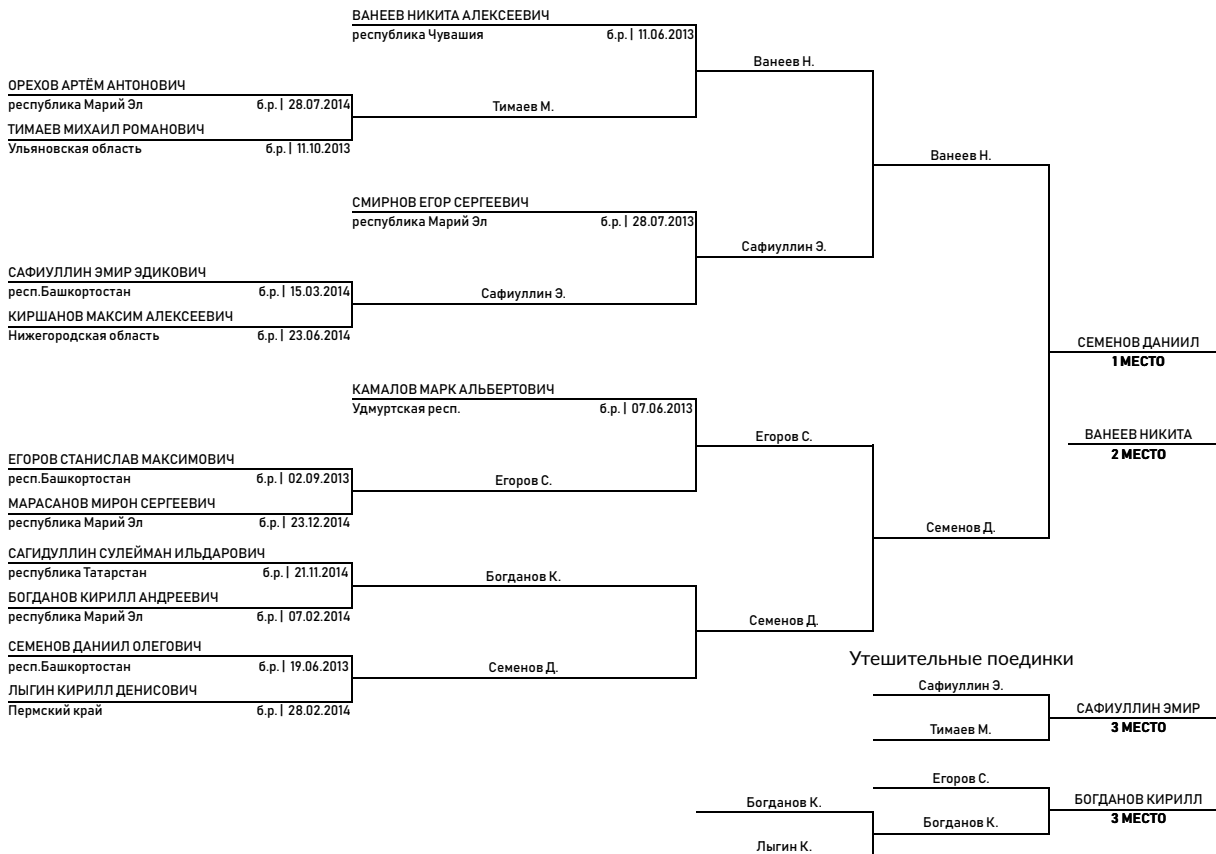 ВАНЕЕВ НИКИТА АЛЕКСЕЕВИЧ
республика Чувашия б.р. | 11.06.2013
Ванеев Н.
ОРЕХОВ АРТЁМ АНТОНОВИЧ
республика Марий Эл б.р. | 28.07.2014
Тимаев М.
ТИМАЕВ МИХАИЛ РОМАНОВИЧ
Ульяновская область б.р. | 11.10.2013
Ванеев Н.
СМИРНОВ ЕГОР СЕРГЕЕВИЧ
республика Марий Эл б.р. | 28.07.2013
Сафиуллин Э.
САФИУЛЛИН ЭМИР ЭДИКОВИЧ
респ.Башкортостан б.р. | 15.03.2014
Сафиуллин Э.
КИРШАНОВ МАКСИМ АЛЕКСЕЕВИЧ
Нижегородская область б.р. | 23.06.2014
СЕМЕНОВ ДАНИИЛ
1 МЕСТО
КАМАЛОВ МАРК АЛЬБЕРТОВИЧ
Удмуртская респ. б.р. | 07.06.2013
Егоров С.
ВАНЕЕВ НИКИТА
2 МЕСТО
ЕГОРОВ СТАНИСЛАВ МАКСИМОВИЧ
респ.Башкортостан б.р. | 02.09.2013
Егоров С.
МАРАСАНОВ МИРОН СЕРГЕЕВИЧ
республика Марий Эл б.р. | 23.12.2014
Семенов Д.
САГИДУЛЛИН СУЛЕЙМАН ИЛЬДАРОВИЧ
республика Татарстан б.р. | 21.11.2014
Богданов К.
БОГДАНОВ КИРИЛЛ АНДРЕЕВИЧ
республика Марий Эл б.р. | 07.02.2014
Семенов Д.
СЕМЕНОВ ДАНИИЛ ОЛЕГОВИЧ
респ.Башкортостан б.р. | 19.06.2013
Семенов Д.
ЛЫГИН КИРИЛЛ ДЕНИСОВИЧ
Пермский край б.р. | 28.02.2014
Утешительные поединки
Сафиуллин Э.
САФИУЛЛИН ЭМИР
3 МЕСТО
Тимаев М.
Егоров С.
БОГДАНОВ КИРИЛЛ
3 МЕСТО
Богданов К.
Богданов К.
Лыгин К.